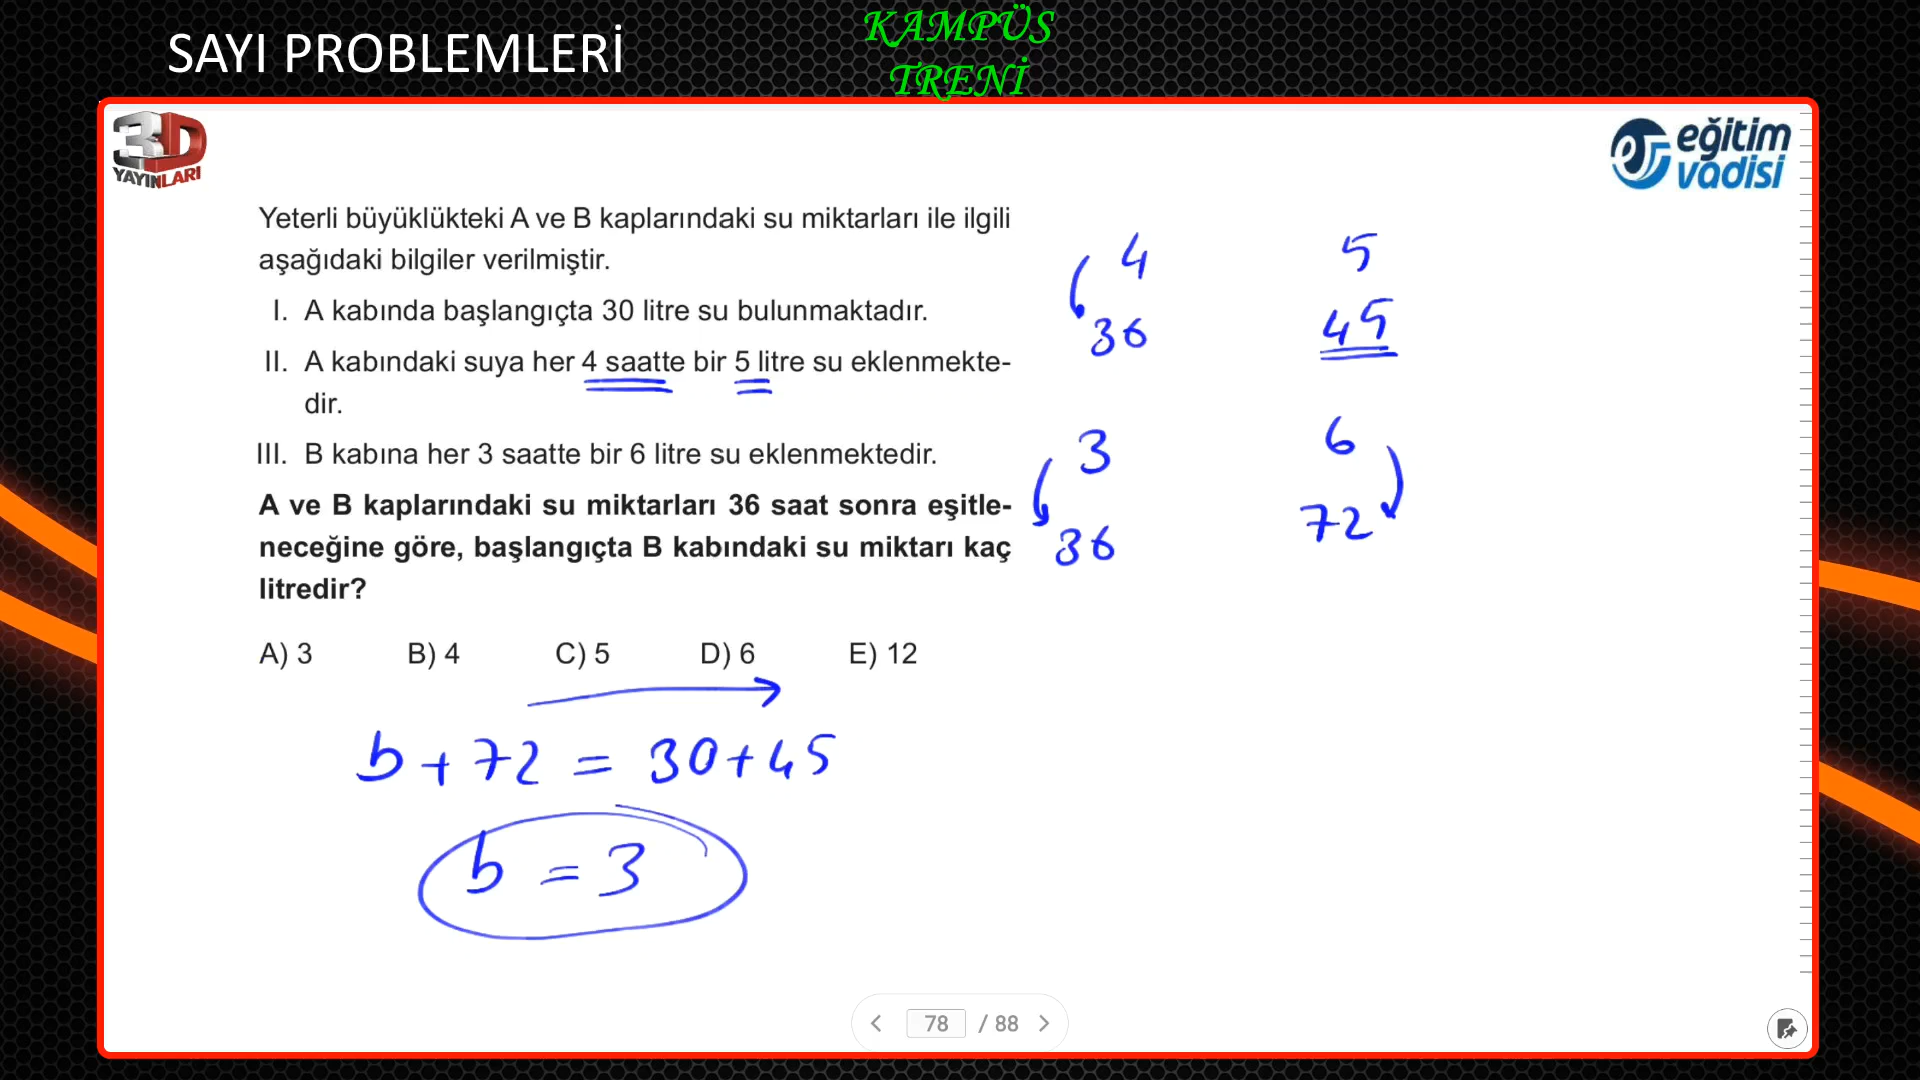 SAYI PROBLEMLERİ
KAMPÜS
TRENİ
3D
YAYINLARI
eğitim
vadisi
Yeterli büyüklükteki A ve B kaplarındaki su miktarları ile ilgili
aşağıdaki bilgiler verilmiştir.
I. A kabında başlangıçta 30 litre su bulunmaktadır.
II. A kabındaki suya her 4 saatte bir 5 litre su eklenmekte-
dir.
III. B kabına her 3 saatte bir 6 litre su eklenmektedir.
A ve B kaplarındaki su miktarları 36 saat sonra eşitle-
neceğine göre, başlangıçta B kabındaki su miktarı kaç
litredir?
A) 3 B) 4 C) 5 D) 6 E) 12
4 5
36 45
3 6
36 72
b + 72 = 30 + 45
b = 3
78 / 88